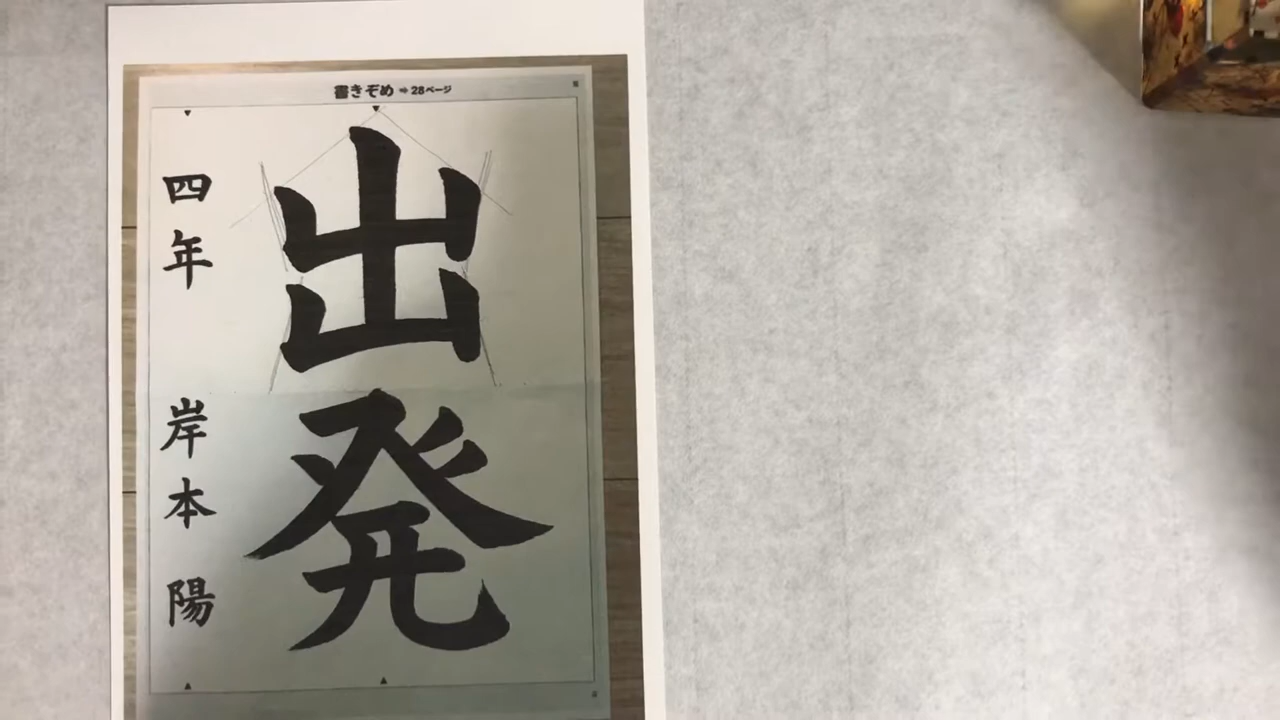 書きぞめ ⇨ 28ページ
出発
四年 岸本 陽